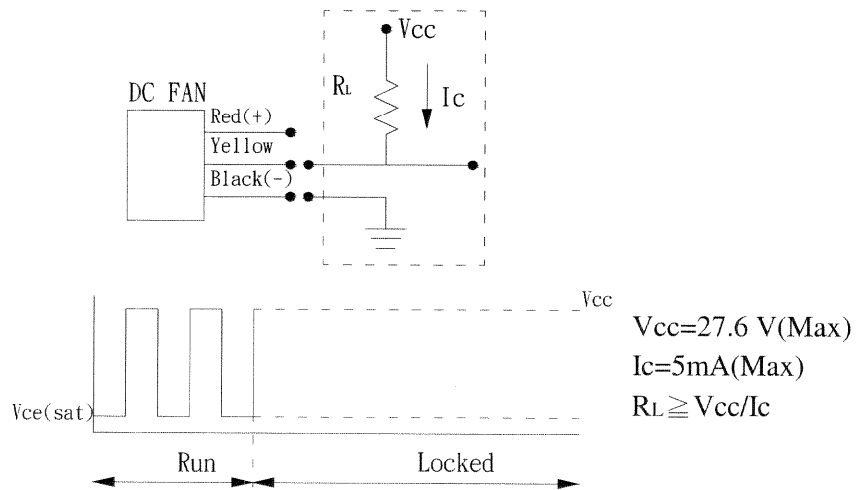 Vcc
RL
Ic
DC FAN
Red(+)
Yellow
Black(-)
Vcc
Vce(sat)
Run
Locked
Vcc=27.6 V(Max)
Ic=5mA(Max)
RL≧Vcc/Ic